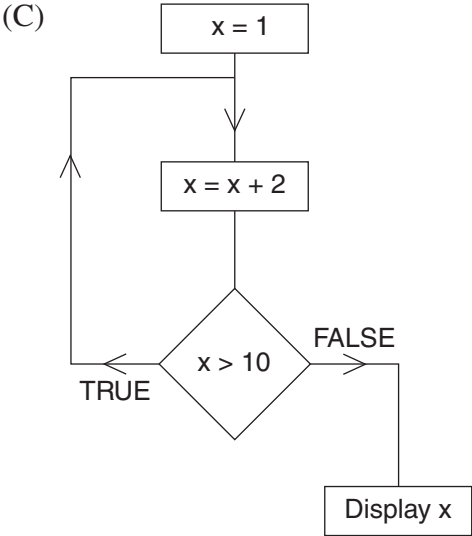 (C)
x = 1
x = x + 2
x > 10
FALSE
TRUE
Display x